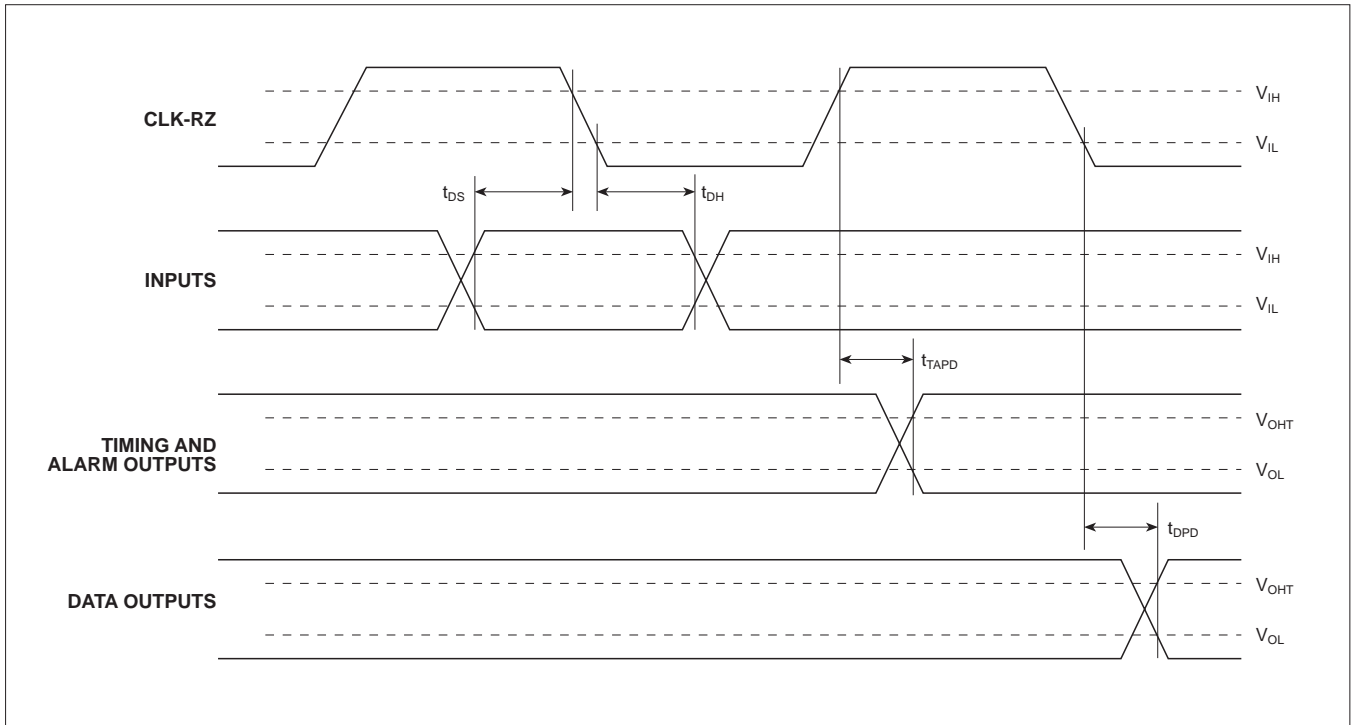 CLK-RZ
V_IH
V_IL
t_DS
t_DH
INPUTS
V_IH
V_IL
t_TAPD
TIMING AND
ALARM OUTPUTS
V_OHT
V_OL
t_DPD
DATA OUTPUTS
V_OHT
V_OL